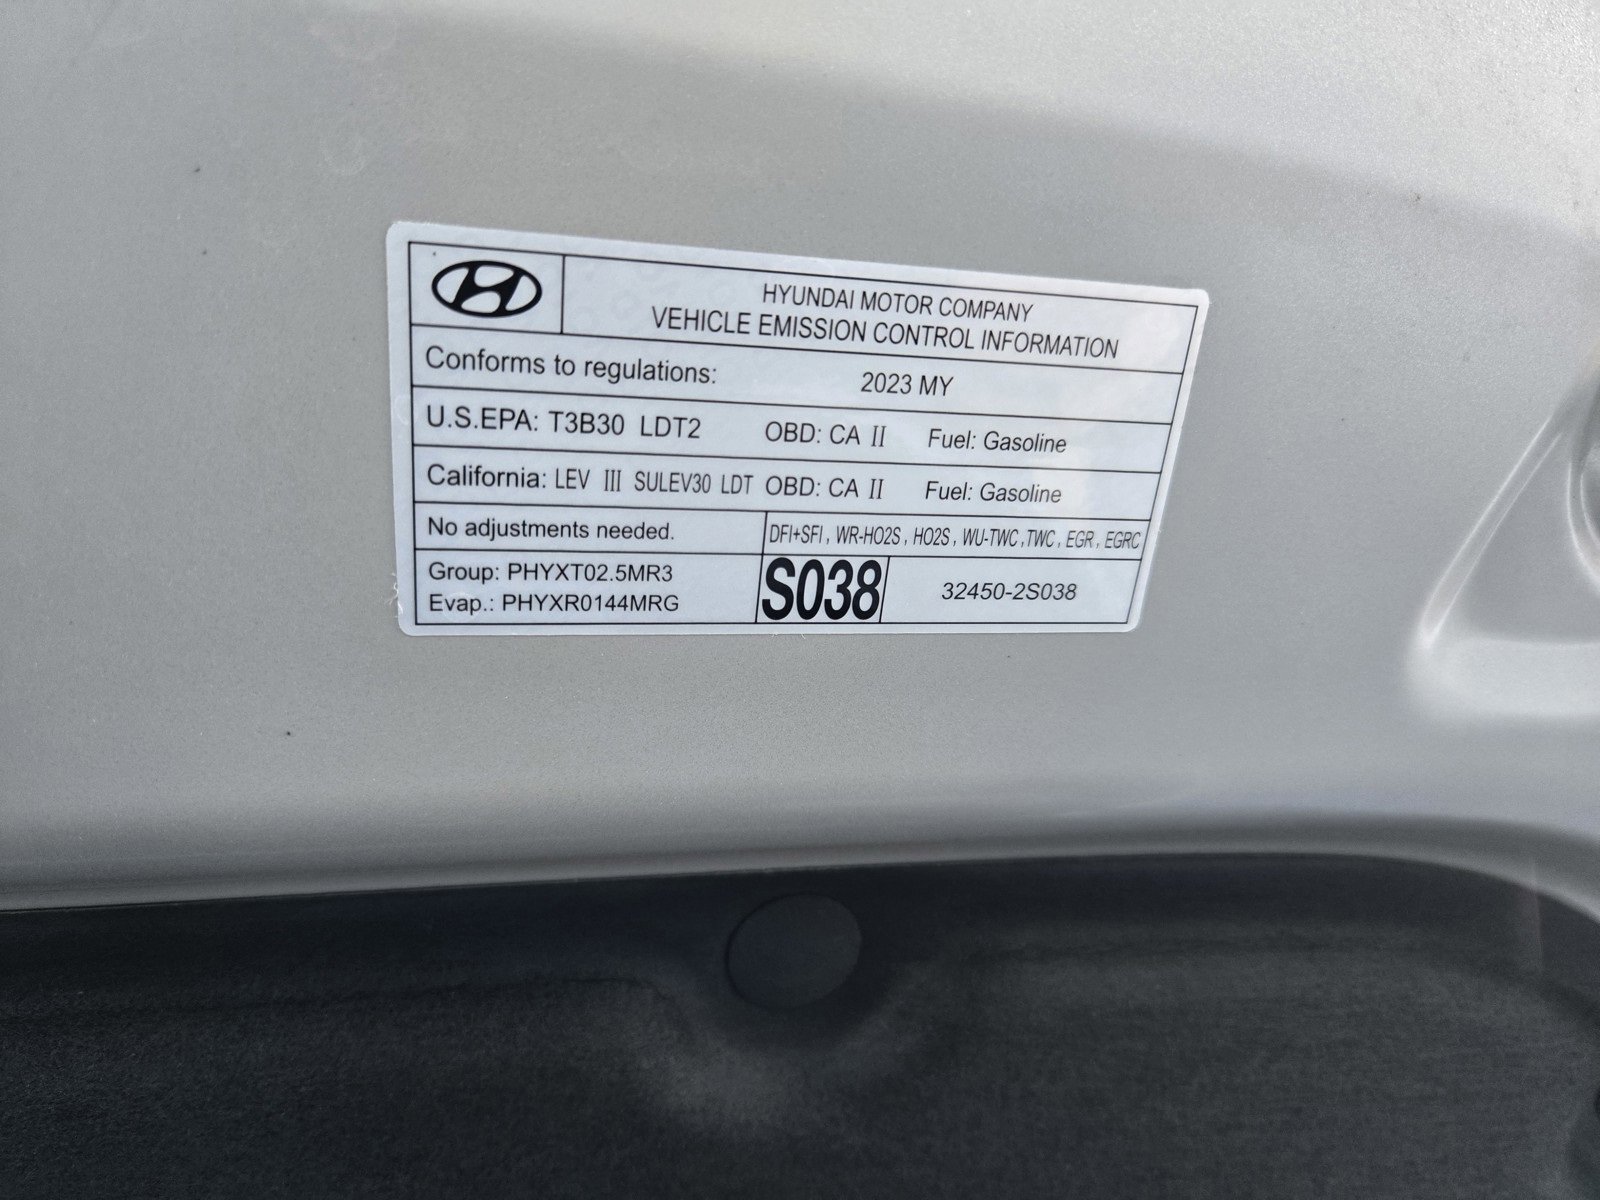 HYUNDAI MOTOR COMPANY
VEHICLE EMISSION CONTROL INFORMATION
Conforms to regulations: 2023 MY
U.S.EPA: T3B30 LDT2 OBD: CA II Fuel: Gasoline
California: LEV III SULEV30 LDT OBD: CA II Fuel: Gasoline
No adjustments needed. DFI+SFI , WR-HO2S , HO2S , WU-TWC ,TWC , EGR , EGRC
Group: PHYXT02.5MR3
Evap.: PHYXR0144MRG
S038
32450-2S038